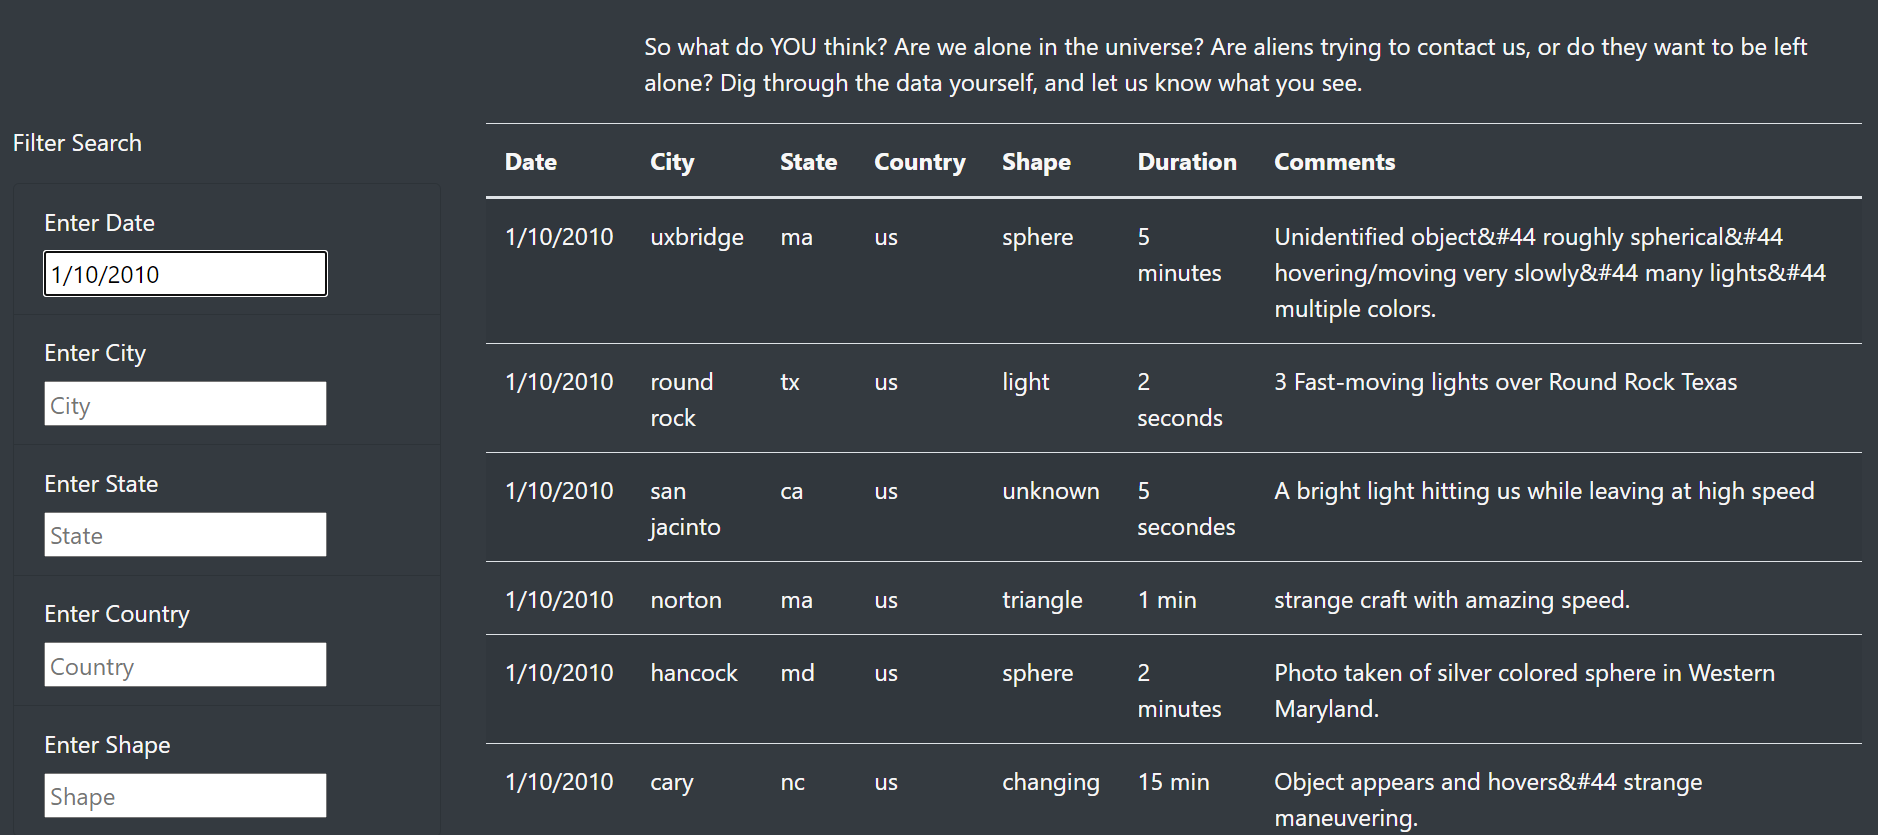 So what do YOU think? Are we alone in the universe? Are aliens trying to contact us, or do they want to be left
alone? Dig through the data yourself, and let us know what you see.
Filter Search
Enter Date
1/10/2010
Enter City
City
Enter State
State
Enter Country
Country
Enter Shape
Shape
Date City State Country Shape Duration Comments
1/10/2010 uxbridge ma us sphere 5 Unidentified object&#44 roughly spherical&#44
minutes hovering/moving very slowly&#44 many lights&#44
multiple colors.
1/10/2010 round tx us light 2 3 Fast-moving lights over Round Rock Texas
rock seconds
1/10/2010 san ca us unknown 5 A bright light hitting us while leaving at high speed
jacinto secondes
1/10/2010 norton ma us triangle 1 min strange craft with amazing speed.
1/10/2010 hancock md us sphere 2 Photo taken of silver colored sphere in Western
minutes Maryland.
1/10/2010 cary nc us changing 15 min Object appears and hovers&#44 strange
maneuvering.